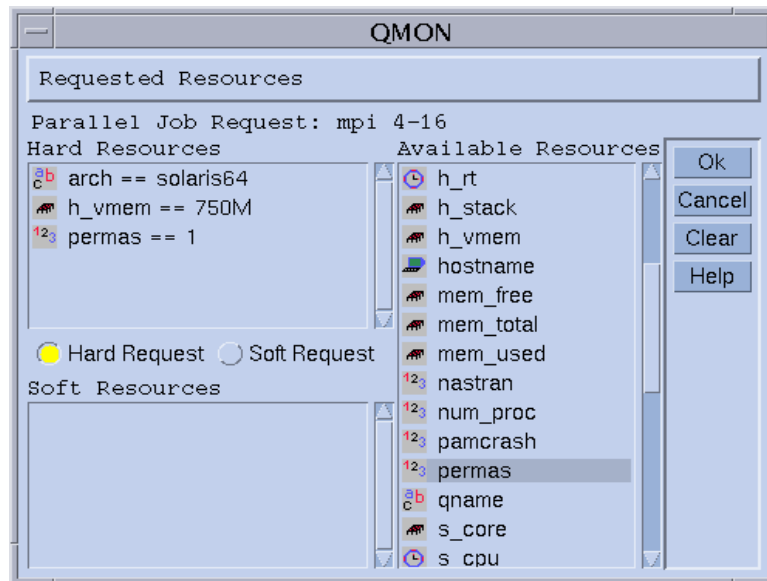 QMON
Requested Resources
Parallel Job Request: mpi 4-16
Hard Resources
arch == solaris64
h_vmem == 750M
permas == 1
Hard Request
Soft Request
Soft Resources
Available Resources
h_rt
h_stack
h_vmem
hostname
mem_free
mem_total
mem_used
nastran
num_proc
pamcrash
permas
qname
s_core
s_cpu
Ok
Cancel
Clear
Help